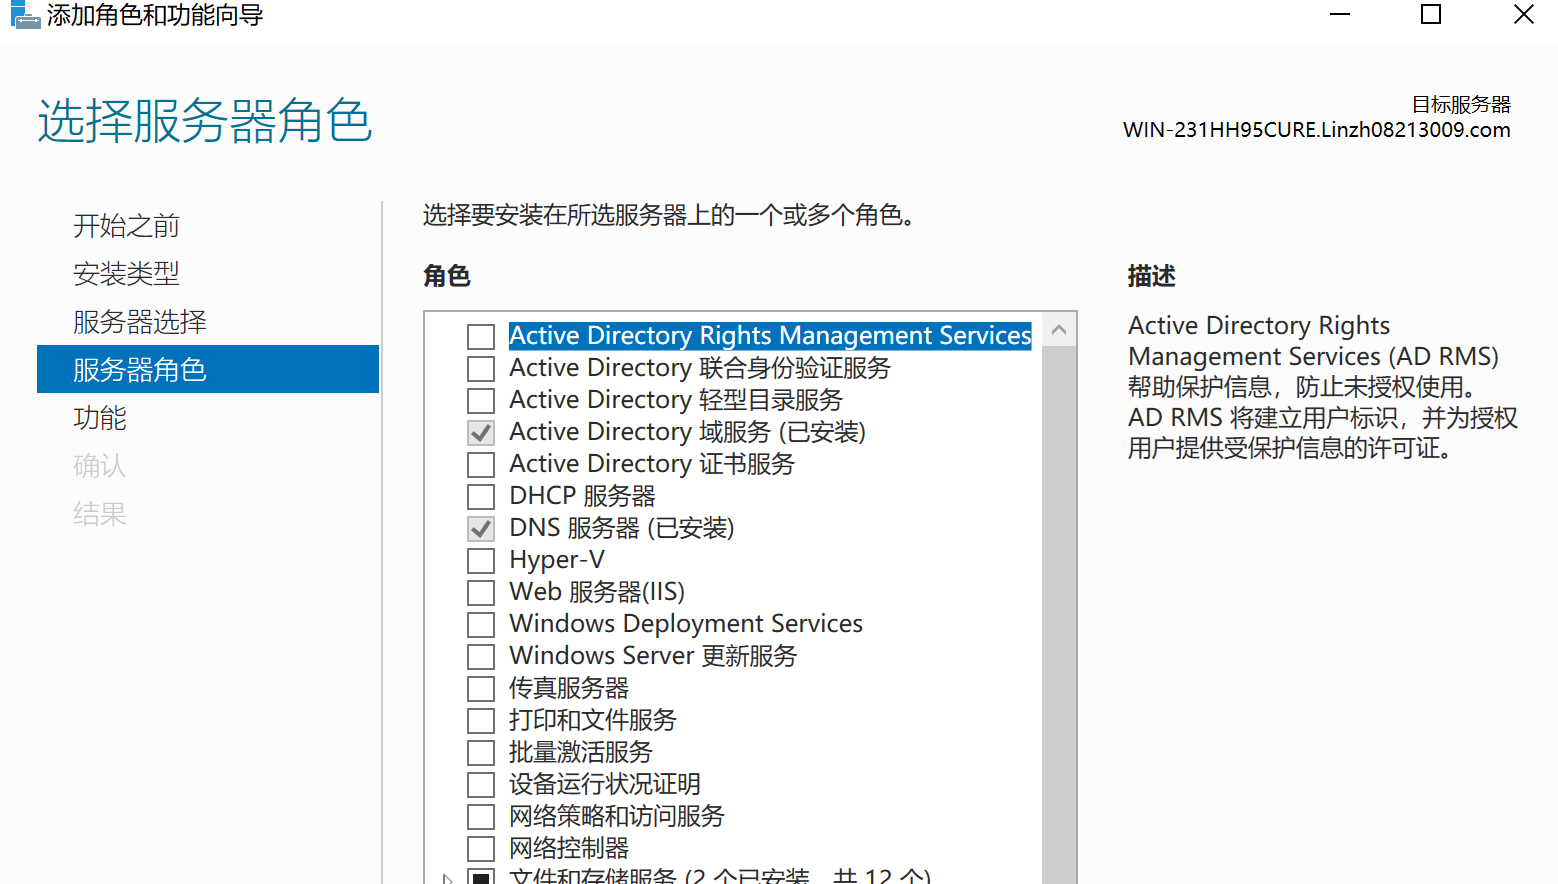 添加角色和功能向导
选择服务器角色
目标服务器
WIN-231HH95CURE.Linzh08213009.com
开始之前
安装类型
服务器选择
服务器角色
功能
确认
结果
选择要安装在所选服务器上的一个或多个角色。
角色
Active Directory Rights Management Services
Active Directory 联合身份验证服务
Active Directory 轻型目录服务
Active Directory 域服务 (已安装)
Active Directory 证书服务
DHCP 服务器
DNS 服务器 (已安装)
Hyper-V
Web 服务器(IIS)
Windows Deployment Services
Windows Server 更新服务
传真服务器
打印和文件服务
批量激活服务
设备运行状况证明
网络策略和访问服务
网络控制器
文件和存储服务 (2 个已安装，共 12 个)
描述
Active Directory Rights
Management Services (AD RMS)
帮助保护信息，防止未授权使用。
AD RMS 将建立用户标识，并为授权
用户提供受保护信息的许可证。